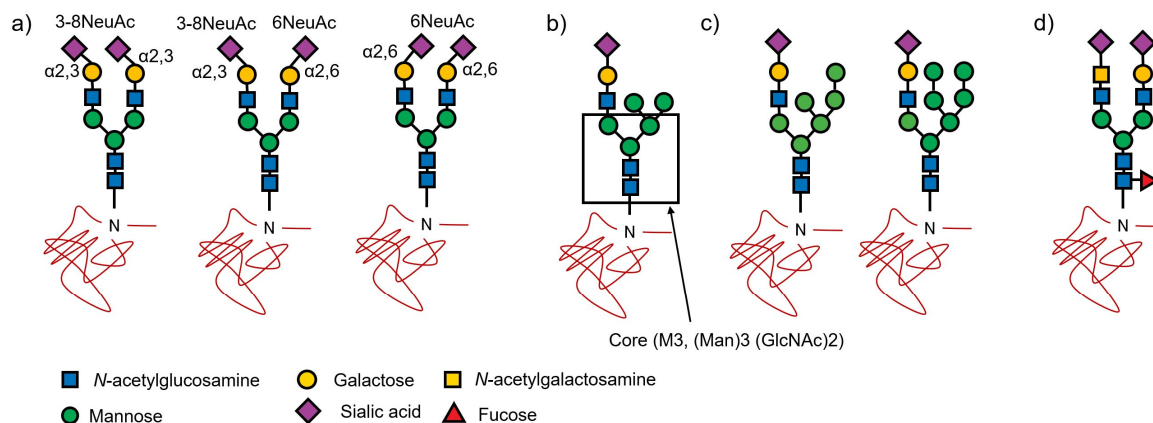 a) 3-8NeuAc 3-8NeuAc 6NeuAc 6NeuAc b) c) d)
α2,3 α2,3 α2,3 α2,6 α2,6 α2,6
N N N N N N N
Core (M3, (Man)3 (GlcNAc)2)
N-acetylglucosamine Galactose N-acetylgalactosamine
Mannose Sialic acid Fucose